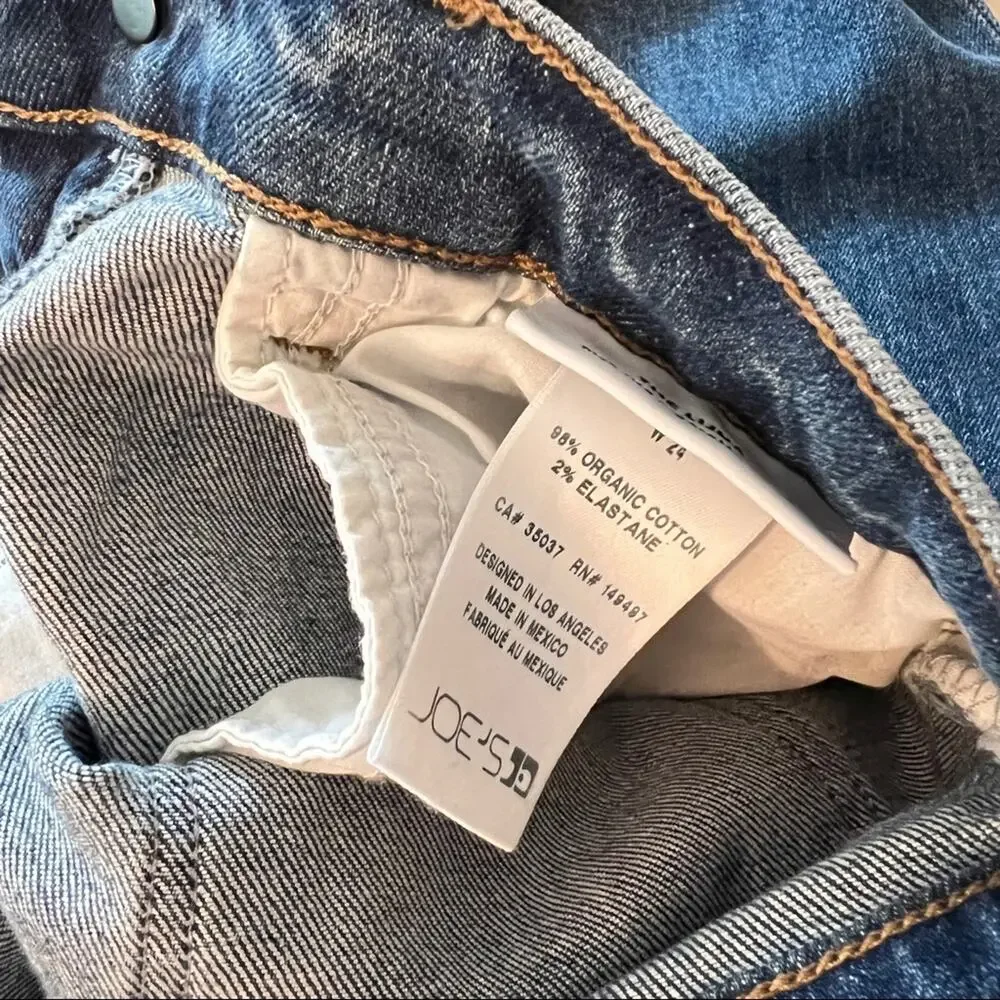 W 24
98% ORGANIC COTTON
2% ELASTANE
CA# 35037 RN# 149497
DESIGNED IN LOS ANGELES
MADE IN MEXICO
FABRIQUÉ AU MEXIQUE
JOE'S